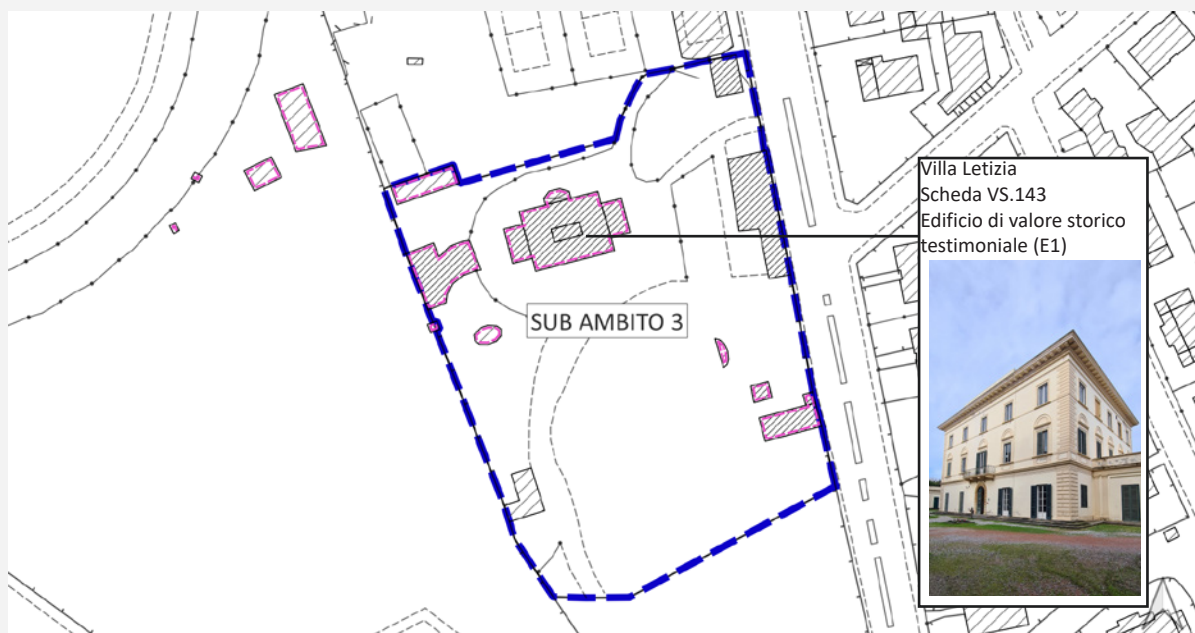 Villa Letizia
Scheda VS.143
Edificio di valore storico
testimoniale (E1)
SUB AMBITO 3